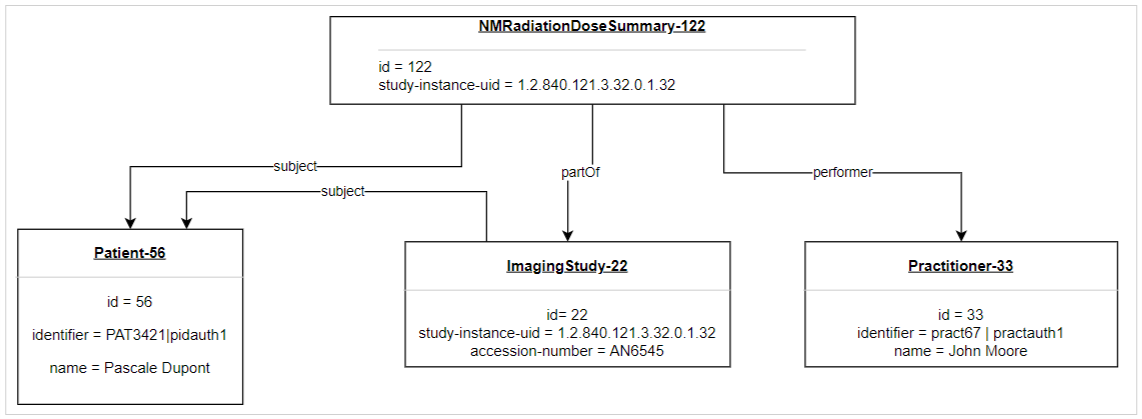 NMRadiationDoseSummary-122
id = 122
study-instance-uid = 1.2.840.121.3.32.0.1.32
subject
partOf
performer
subject
Patient-56
id = 56
identifier = PAT3421|pidauth1
name = Pascale Dupont
ImagingStudy-22
id= 22
study-instance-uid = 1.2.840.121.3.32.0.1.32
accession-number = AN6545
Practitioner-33
id = 33
identifier = pract67 | practauth1
name = John Moore